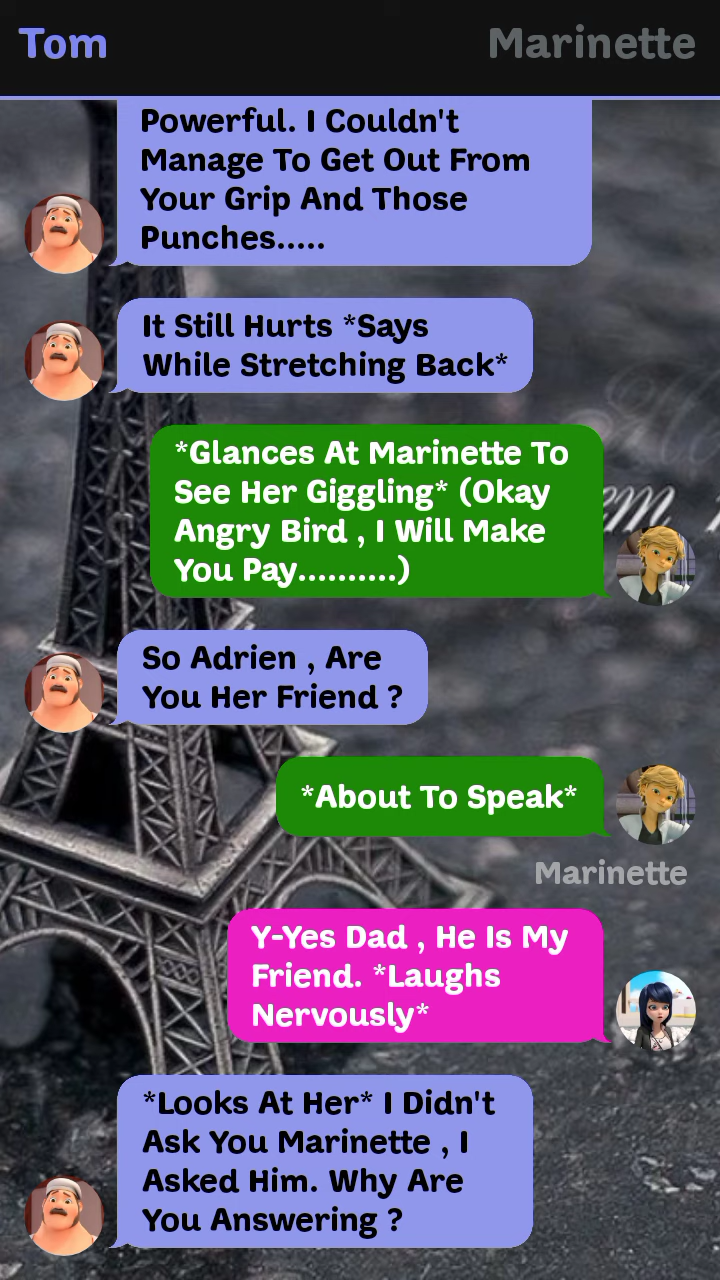 Tom
Marinette
Powerful. I Couldn't
Manage To Get Out From
Your Grip And Those
Punches.....
It Still Hurts *Says
While Stretching Back*
*Glances At Marinette To
See Her Giggling* (Okay
Angry Bird , I Will Make
You Pay..........)
So Adrien , Are
You Her Friend ?
*About To Speak*
Marinette
Y-Yes Dad , He Is My
Friend. *Laughs
Nervously*
*Looks At Her* I Didn't
Ask You Marinette , I
Asked Him. Why Are
You Answering ?